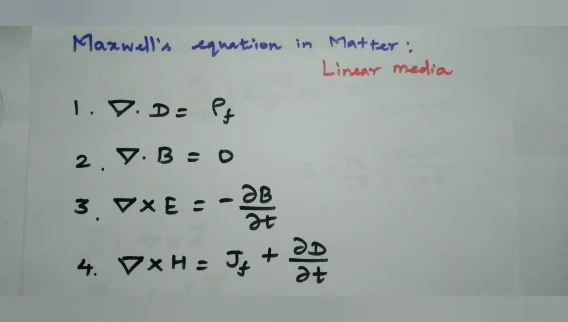 Maxwell's equation in Matter:
Linear media
1. ∇. D = ρf
2. ∇. B = 0
3. ∇ × E = - ∂B/∂t
4. ∇ × H = Jf + ∂D/∂t